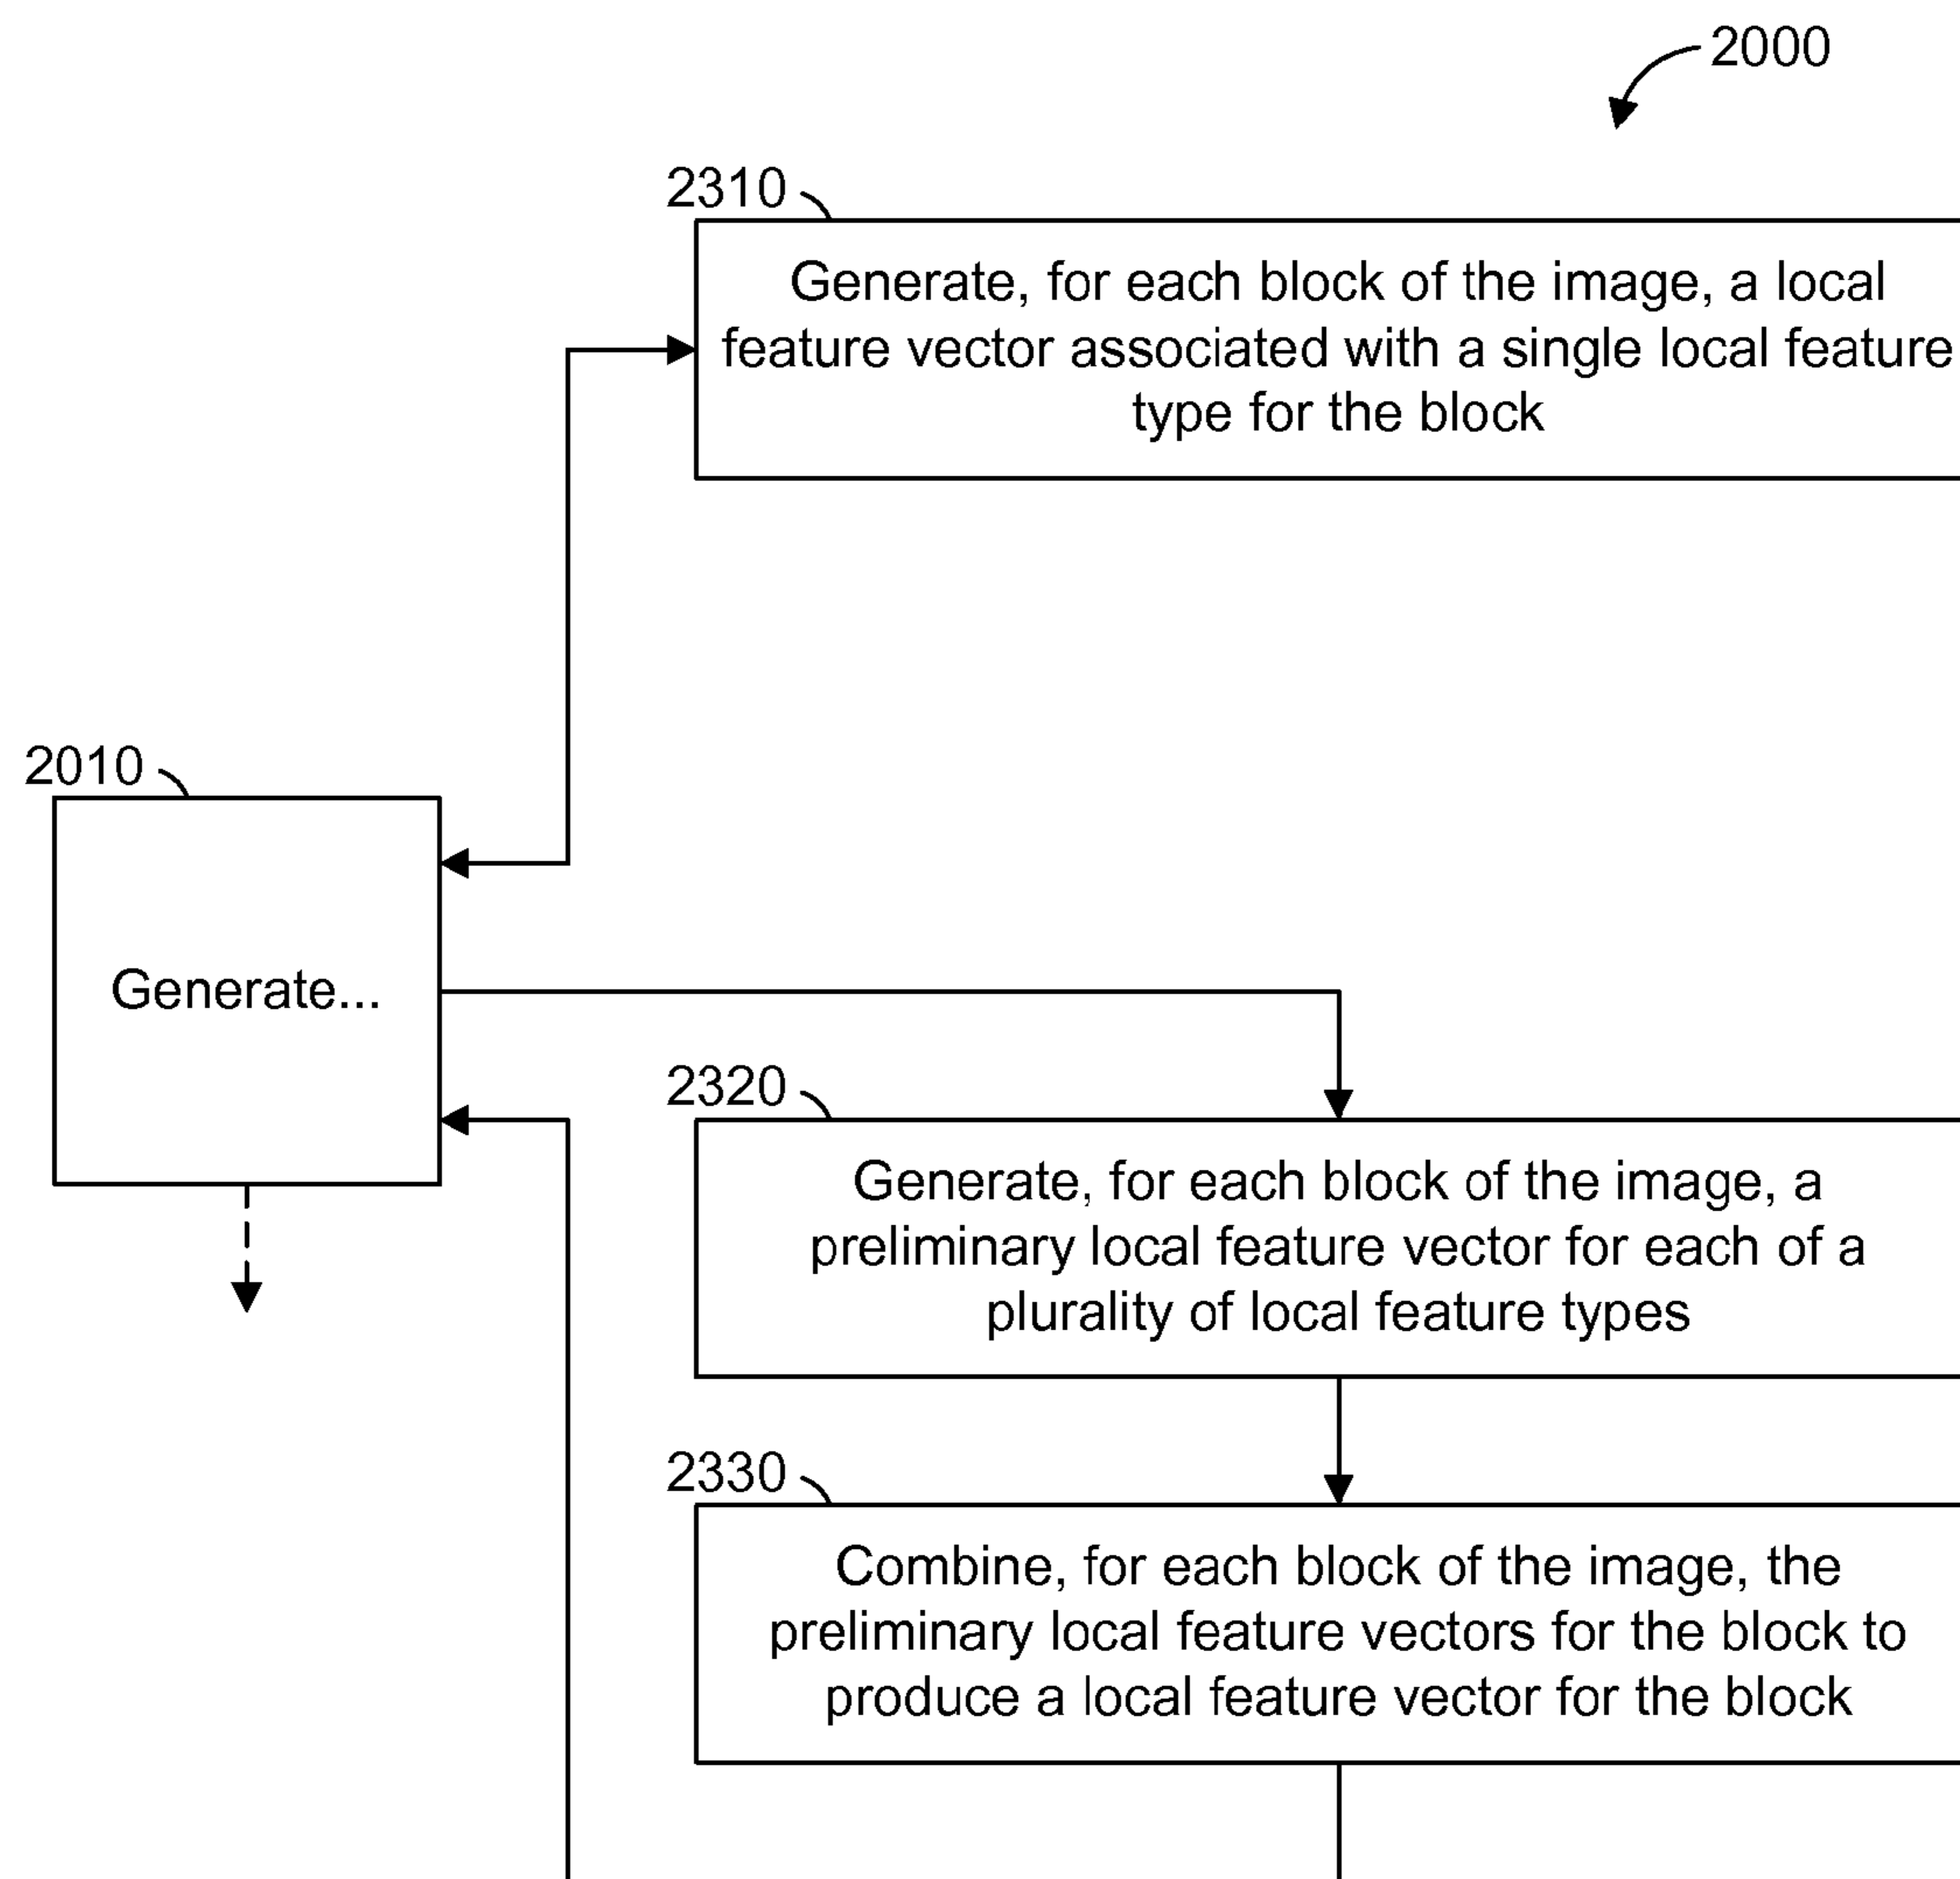 2000
2310
Generate, for each block of the image, a local
feature vector associated with a single local feature
type for the block
2010
Generate...
2320
Generate, for each block of the image, a
preliminary local feature vector for each of a
plurality of local feature types
2330
Combine, for each block of the image, the
preliminary local feature vectors for the block to
produce a local feature vector for the block